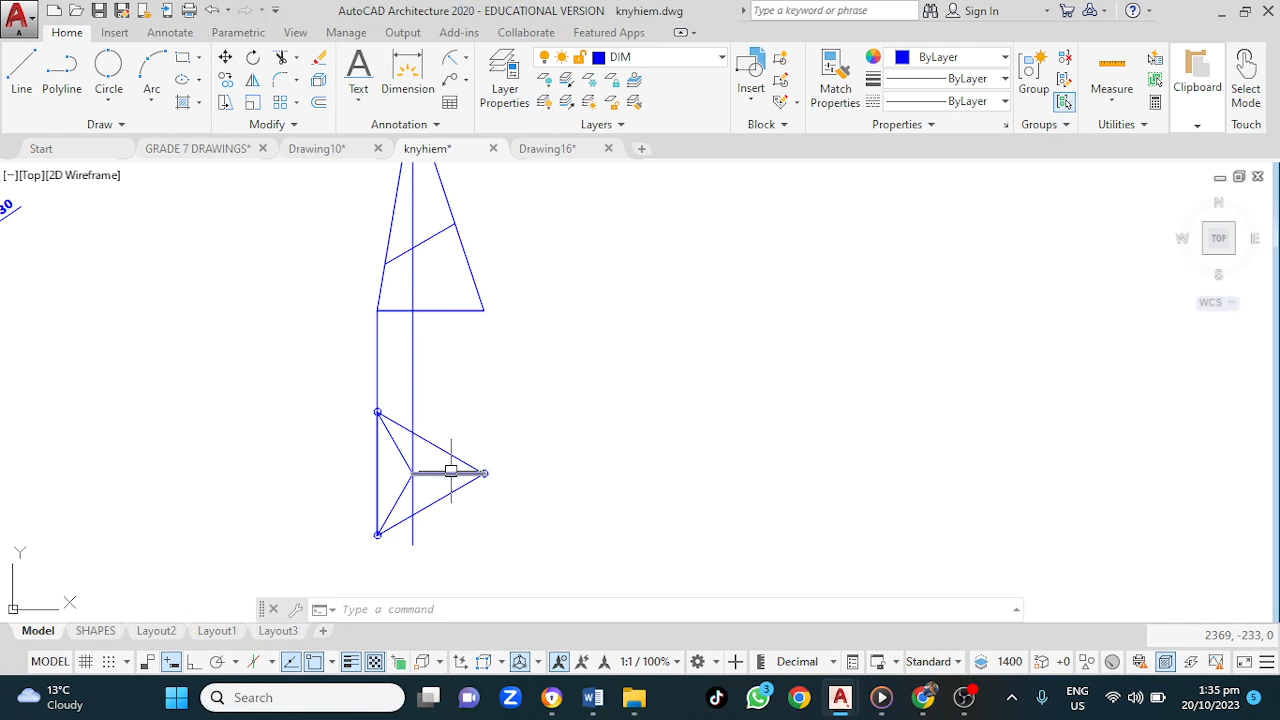 AutoCAD Architecture 2020 - EDUCATIONAL VERSION knyhiem.dwg
Type a keyword or phrase
Sign In
A
Home Insert Annotate Parametric View Manage Output Add-ins Collaborate Featured Apps
Line Polyline Circle Arc
Draw
Modify
Text Dimension
Annotation
Layer Properties
DIM
Layers
Insert
Block
Match Properties
ByLayer
ByLayer
ByLayer
Properties
Group
Groups
Measure
Utilities
Clipboard
Select Mode
Touch
Start GRADE 7 DRAWINGS* Drawing10* knyhiem* Drawing16*
[−][Top][2D Wireframe]
30
N
W TOP E
S
WCS
Y
X
Type a command
Model SHAPES Layout2 Layout1 Layout3
2369, -233, 0
MODEL 1:1 / 100% Decimal Standard 1400 +0
13°C
Cloudy
Search
3
ENG
US
1:35 pm
20/10/2023
5